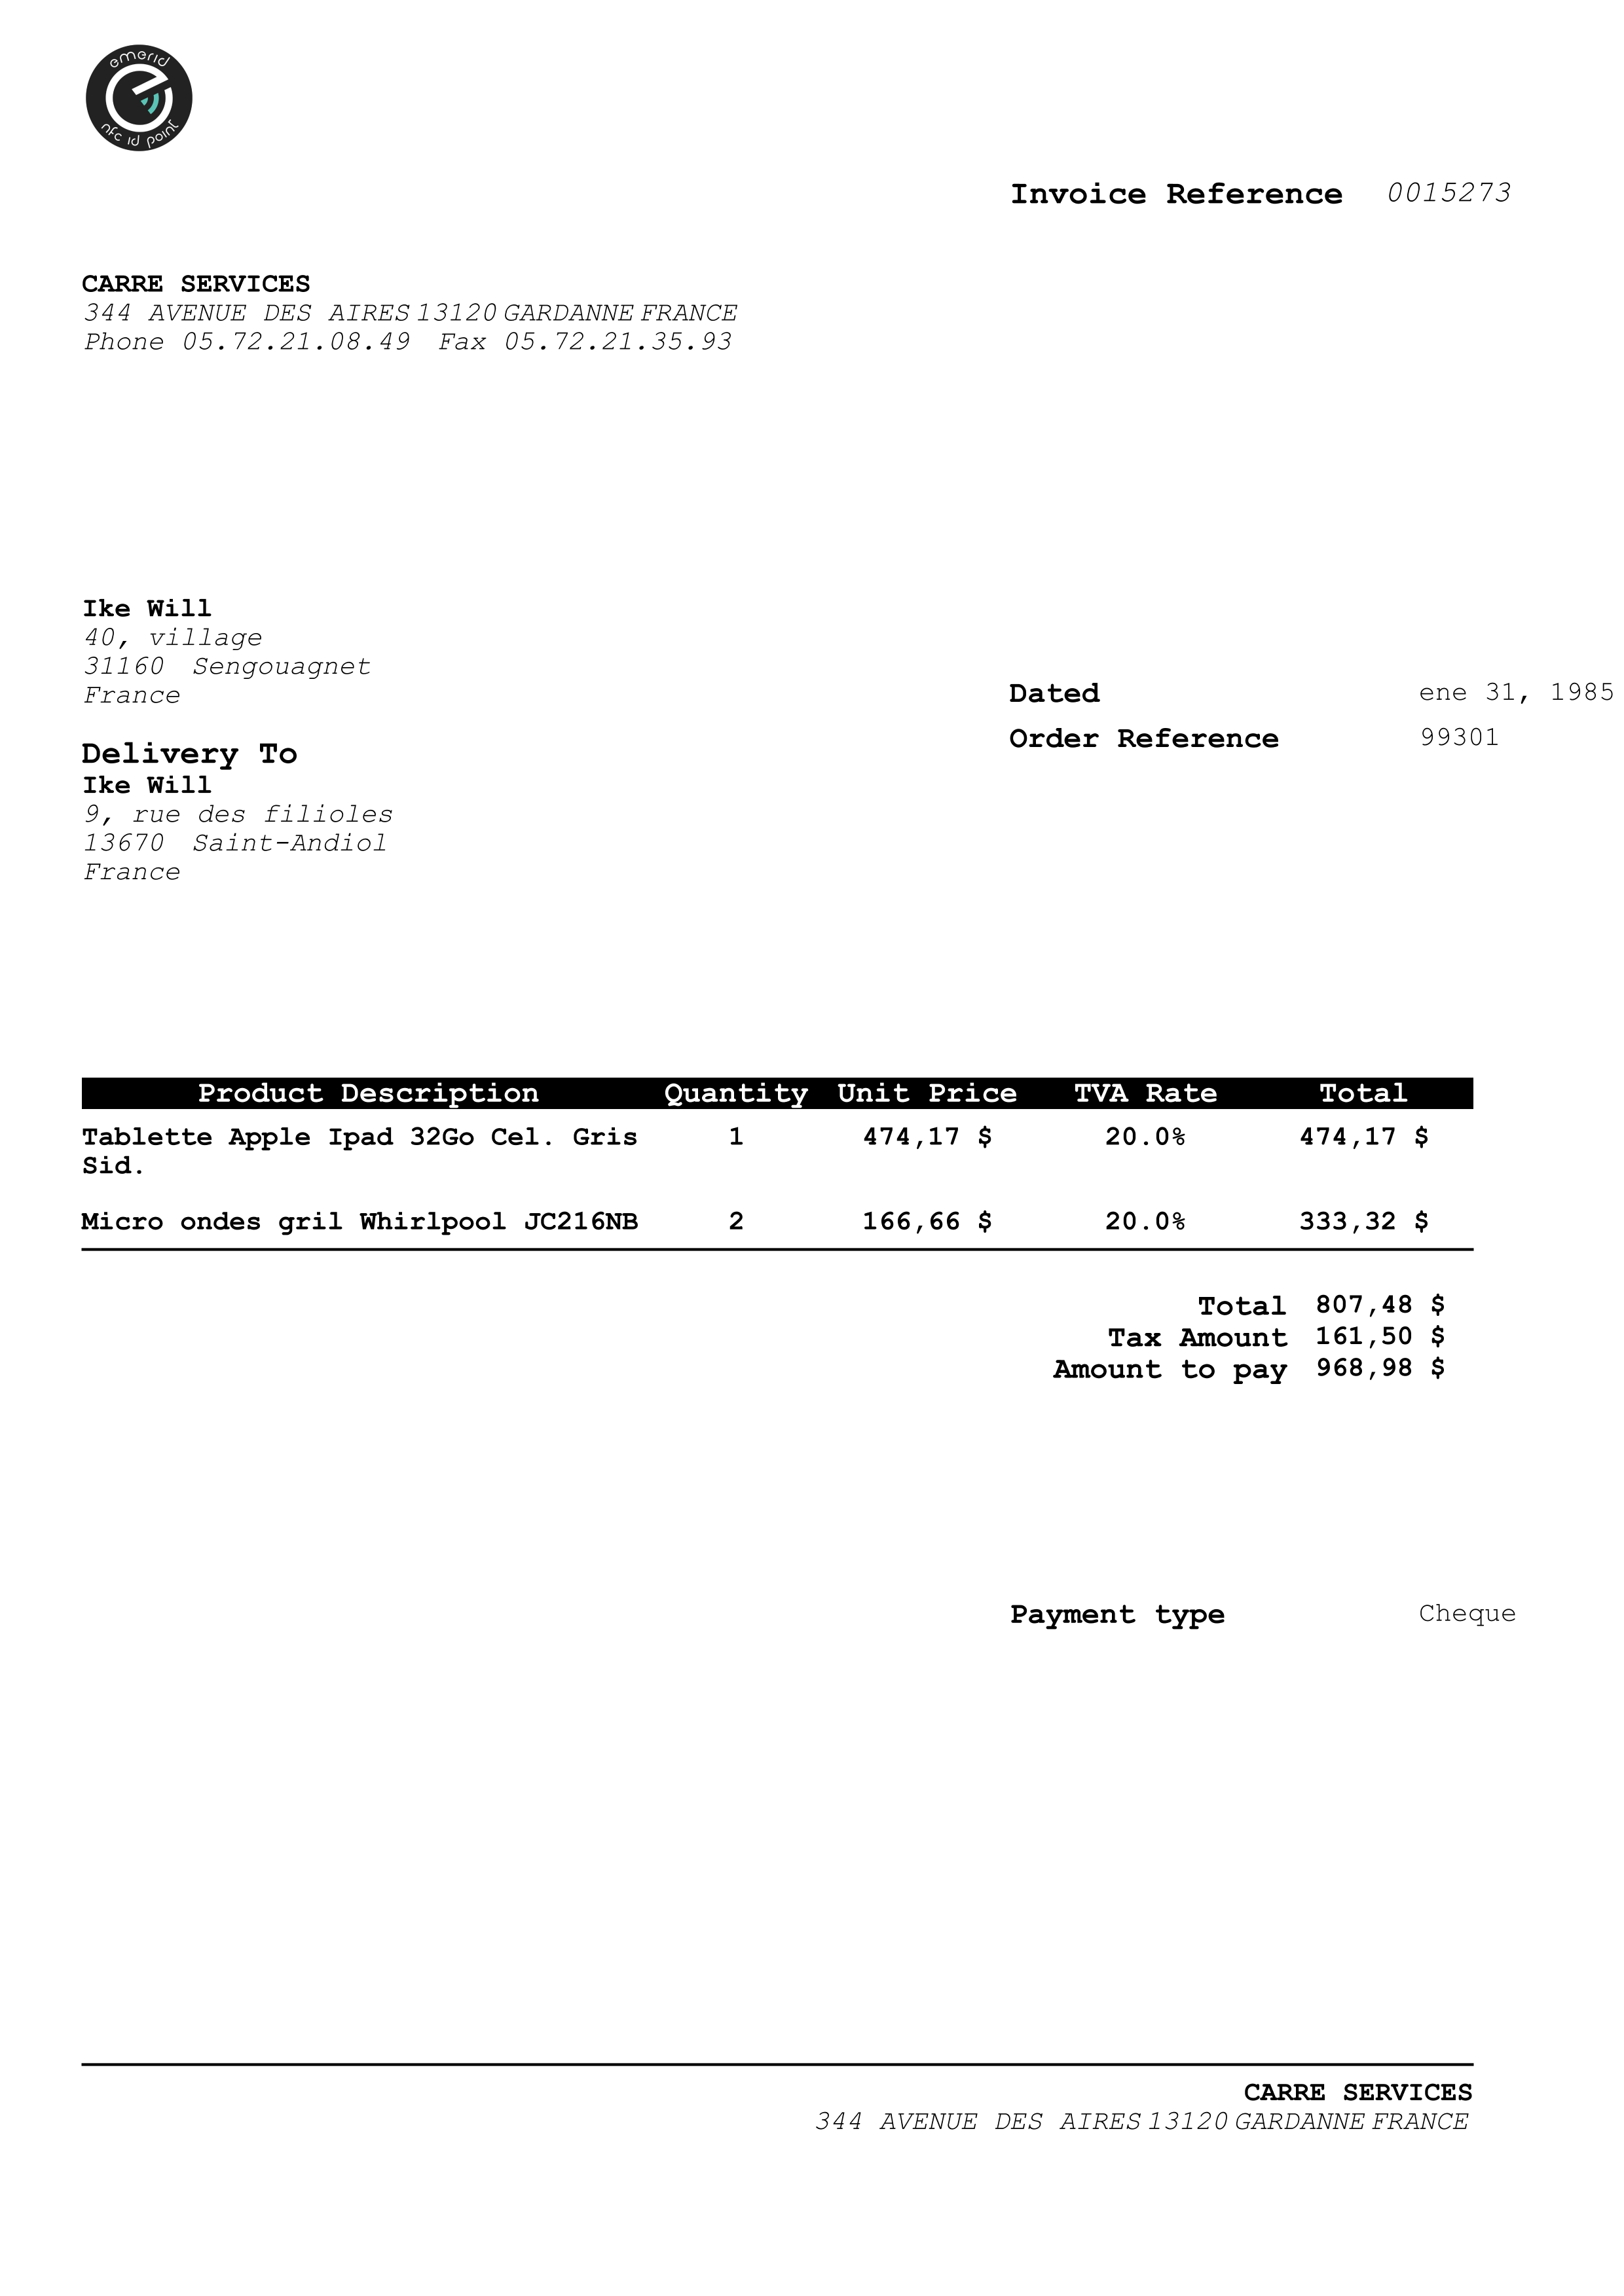 emerid
nfc id point
Invoice Reference 0015273
CARRE SERVICES
344 AVENUE DES AIRES 13120 GARDANNE FRANCE
Phone 05.72.21.08.49 Fax 05.72.21.35.93
Ike Will
40, village
31160 Sengouagnet
France
Dated ene 31, 1985
Order Reference 99301
Delivery To
Ike Will
9, rue des filioles
13670 Saint-Andiol
France
Product Description Quantity Unit Price TVA Rate Total
Tablette Apple Ipad 32Go Cel. Gris 1 474,17 $ 20.0% 474,17 $
Sid.
Micro ondes gril Whirlpool JC216NB 2 166,66 $ 20.0% 333,32 $
Total 807,48 $
Tax Amount 161,50 $
Amount to pay 968,98 $
Payment type Cheque
CARRE SERVICES
344 AVENUE DES AIRES 13120 GARDANNE FRANCE